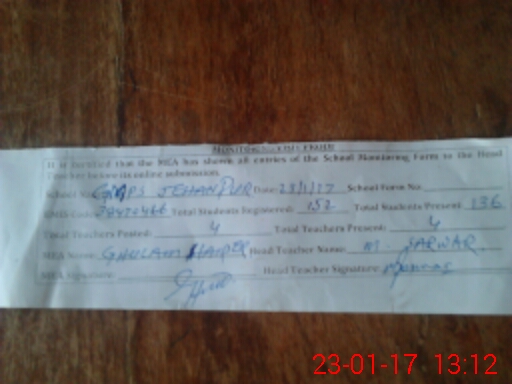 MONITORING CERTIFICATE
It is certified that the MEA has shown all entries of the School Monitoring Form to the Head
Teacher before its online submission.
School Name: GMPS JEHANPUR Date: 23/1/17 School Form No.
EMIS Code: Total Students Registered: 152 Total Students Present: 136
Total Teachers Posted: 4 Total Teachers Present: 4
MEA Name: GHULAM HAIDER Head Teacher Name: M. SARWAR
MEA Signature: Head Teacher Signature:
23-01-17 13:12